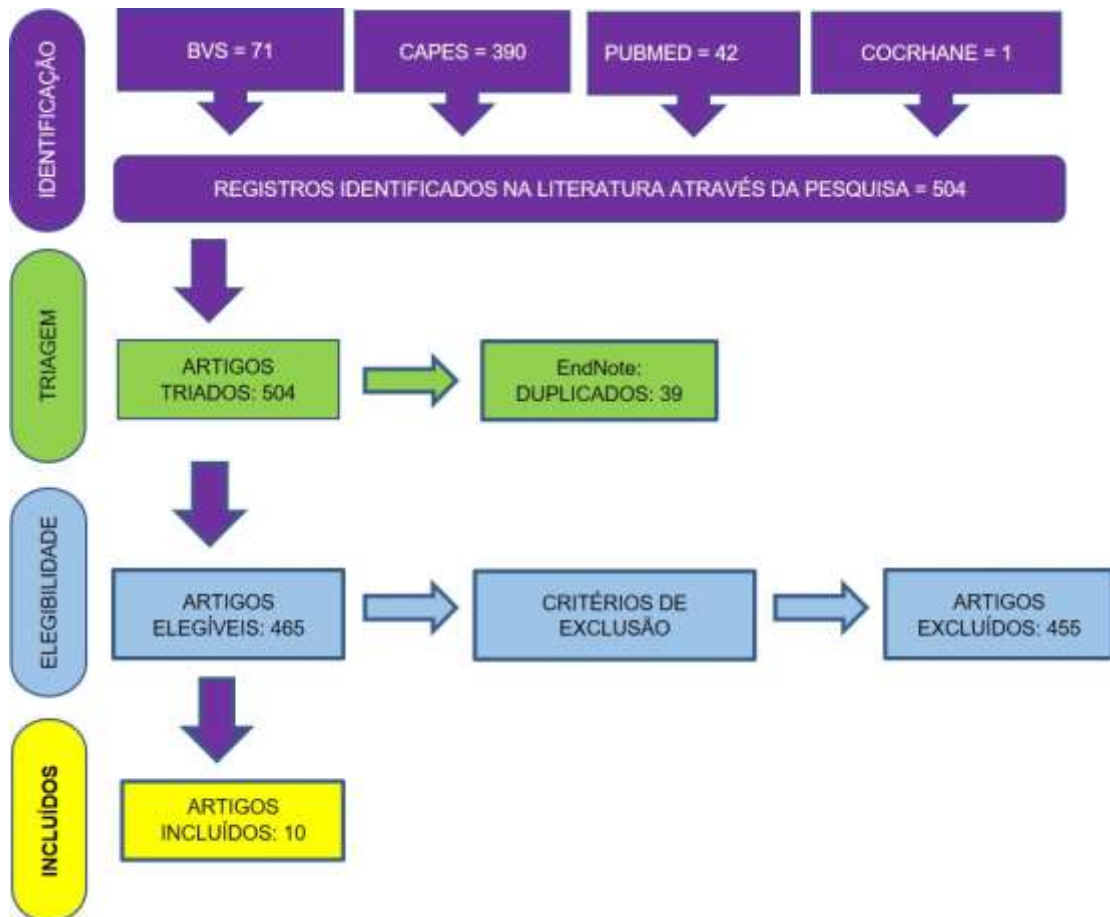 IDENTIFICAÇÃO
BVS = 71
CAPES = 390
PUBMED = 42
COCRHANE = 1
REGISTROS IDENTIFICADOS NA LITERATURA ATRAVÉS DA PESQUISA = 504
TRIAGEM
ARTIGOS
TRIADOS: 504
EndNote:
DUPLICADOS: 39
ELEGIBILIDADE
ARTIGOS
ELEGÍVEIS: 465
CRITÉRIOS DE
EXCLUSÃO
ARTIGOS
EXCLUÍDOS: 455
INCLUÍDOS
ARTIGOS
INCLUÍDOS: 10